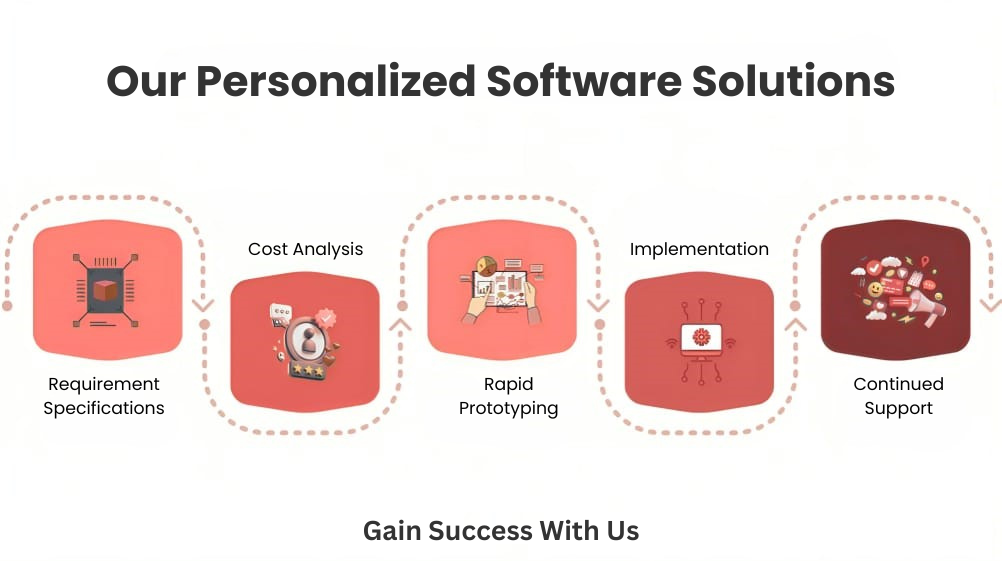 Our Personalized Software Solutions
Requirement
Specifications
Cost Analysis
Rapid
Prototyping
Implementation
Continued
Support
Gain Success With Us